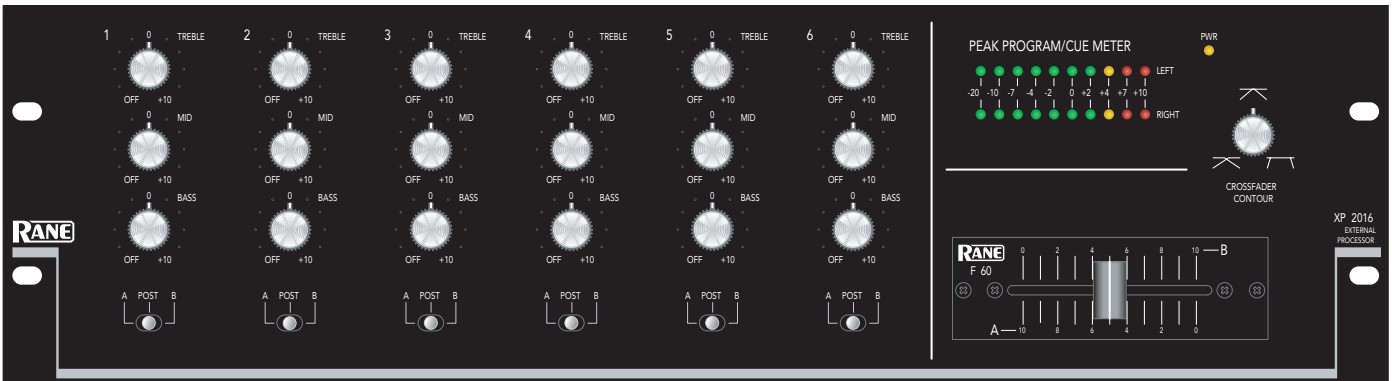 1 0 TREBLE 2 0 TREBLE 3 0 TREBLE 4 0 TREBLE 5 0 TREBLE 6 0 TREBLE
OFF +10 OFF +10 OFF +10 OFF +10 OFF +10 OFF +10
0 MID 0 MID 0 MID 0 MID 0 MID 0 MID
OFF +10 OFF +10 OFF +10 OFF +10 OFF +10 OFF +10
0 BASS 0 BASS 0 BASS 0 BASS 0 BASS 0 BASS
OFF +10 OFF +10 OFF +10 OFF +10 OFF +10 OFF +10
A POST B A POST B A POST B A POST B A POST B A POST B
RANE
PEAK PROGRAM/CUE METER
LEFT
-20 -10 -7 -4 -2 0 +2 +4 +7 +10
RIGHT
PWR
CROSSFADER
CONTOUR
RANE
F 60
0 2 4 6 8 10 B
A 10 8 6 4 2 0
XP 2016
EXTERNAL
PROCESSOR